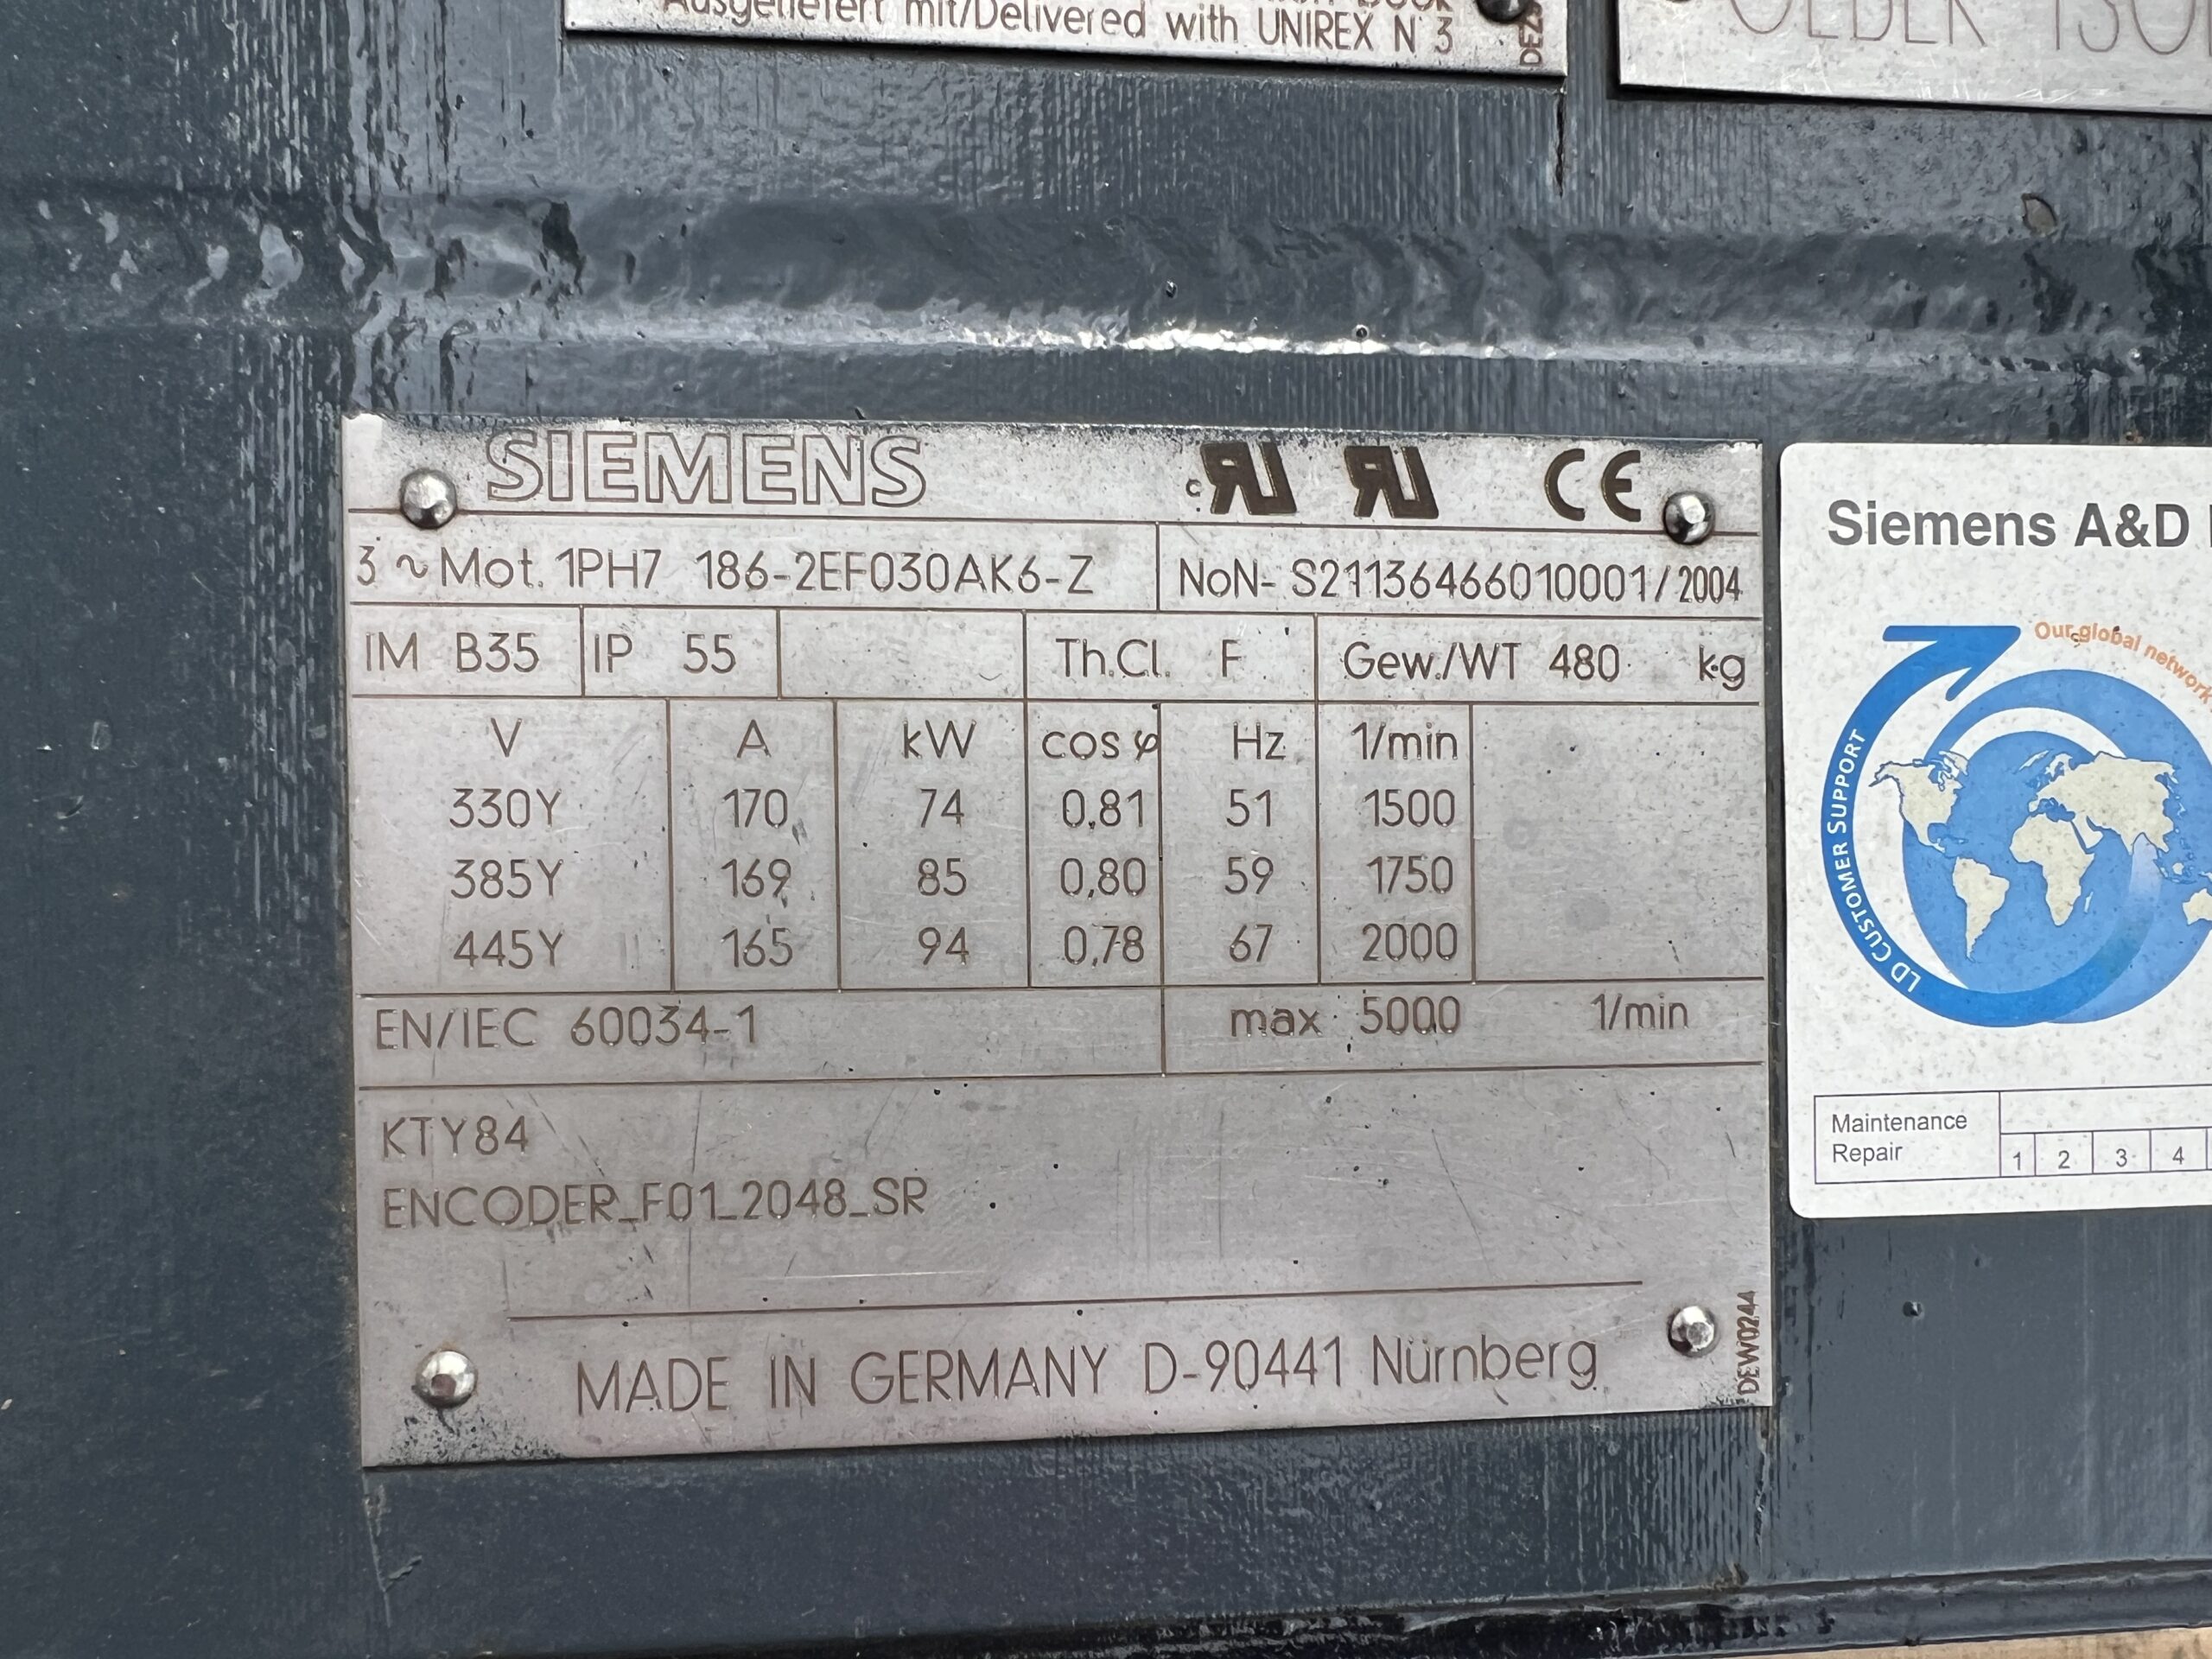 mit/Delivered with UNIREX N 3
SIEMENS
c RU RU CE
3 ~ Mot. 1PH7 186-2EF030AK6-Z NoN- S21136466010001/2004
IM B35 IP 55 Th.Cl. F Gew./WT 480 kg
V A kW cos φ Hz 1/min
330Y 170 74 0,81 51 1500
385Y 169 85 0,80 59 1750
445Y 165 94 0,78 67 2000
EN/IEC 60034-1 max 5000 1/min
KTY84
ENCODER_F01_2048_SR
MADE IN GERMANY D-90441 Nürnberg
DEW0244
Siemens A&D
Our global network
LD CUSTOMER SUPPORT
Maintenance
Repair
1 2 3 4